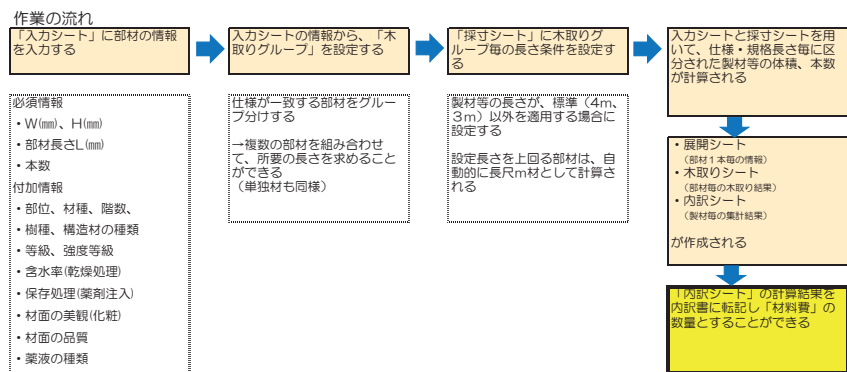 作業の流れ
「入力シート」に部材の情報
を入力する
入力シートの情報から、「木
取りグループ」を設定する
「採寸シート」に木取りグ
ループ毎の長さ条件を設定す
る
入力シートと採寸シートを用
いて、仕様・規格長さ毎に区
分された製材等の体積、本数
が計算される
必須情報
・W(㎜)、H(㎜)
・部材長さL(㎜)
・本数
付加情報
・部位、材種、階数、
・樹種、構造材の種類
・等級、強度等級
・含水率(乾燥処理)
・保存処理(薬剤注入)
・材面の美観(化粧)
・材面の品質
・薬液の種類
仕様が一致する部材をグルー
プ分けする
→複数の部材を組み合わせ
て、所要の長さを求めること
ができる
（単独材も同様）
製材等の長さが、標準（4m、
3m）以外を適用する場合に
設定する
設定長さを上回る部材は、自
動的に長尺m材として計算さ
れる
・展開シート
（部材１本毎の情報）
・木取りシート
（部材毎の木取り結果）
・内訳シート
（製材毎の集計結果）
が作成される
「内訳シート」の計算結果を
内訳書に転記し「材料費」の
数量とすることができる